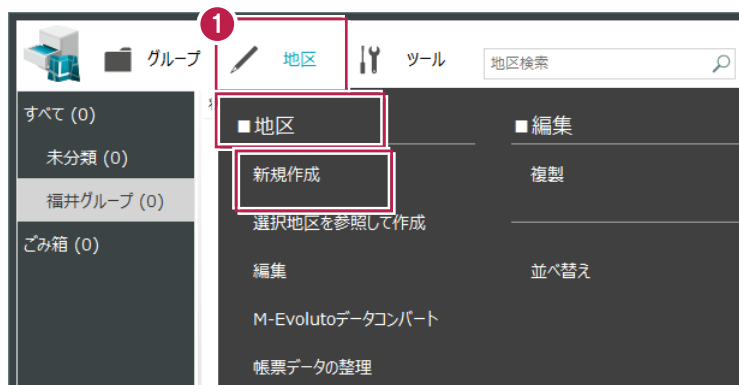 1
グループ 地区 ツール 地区検索
すべて (0)
未分類 (0)
福井グループ (0)
ごみ箱 (0)
■地区
新規作成
選択地区を参照して作成
編集
M-Evolutoデータコンバート
帳票データの整理
■編集
複製
並べ替え